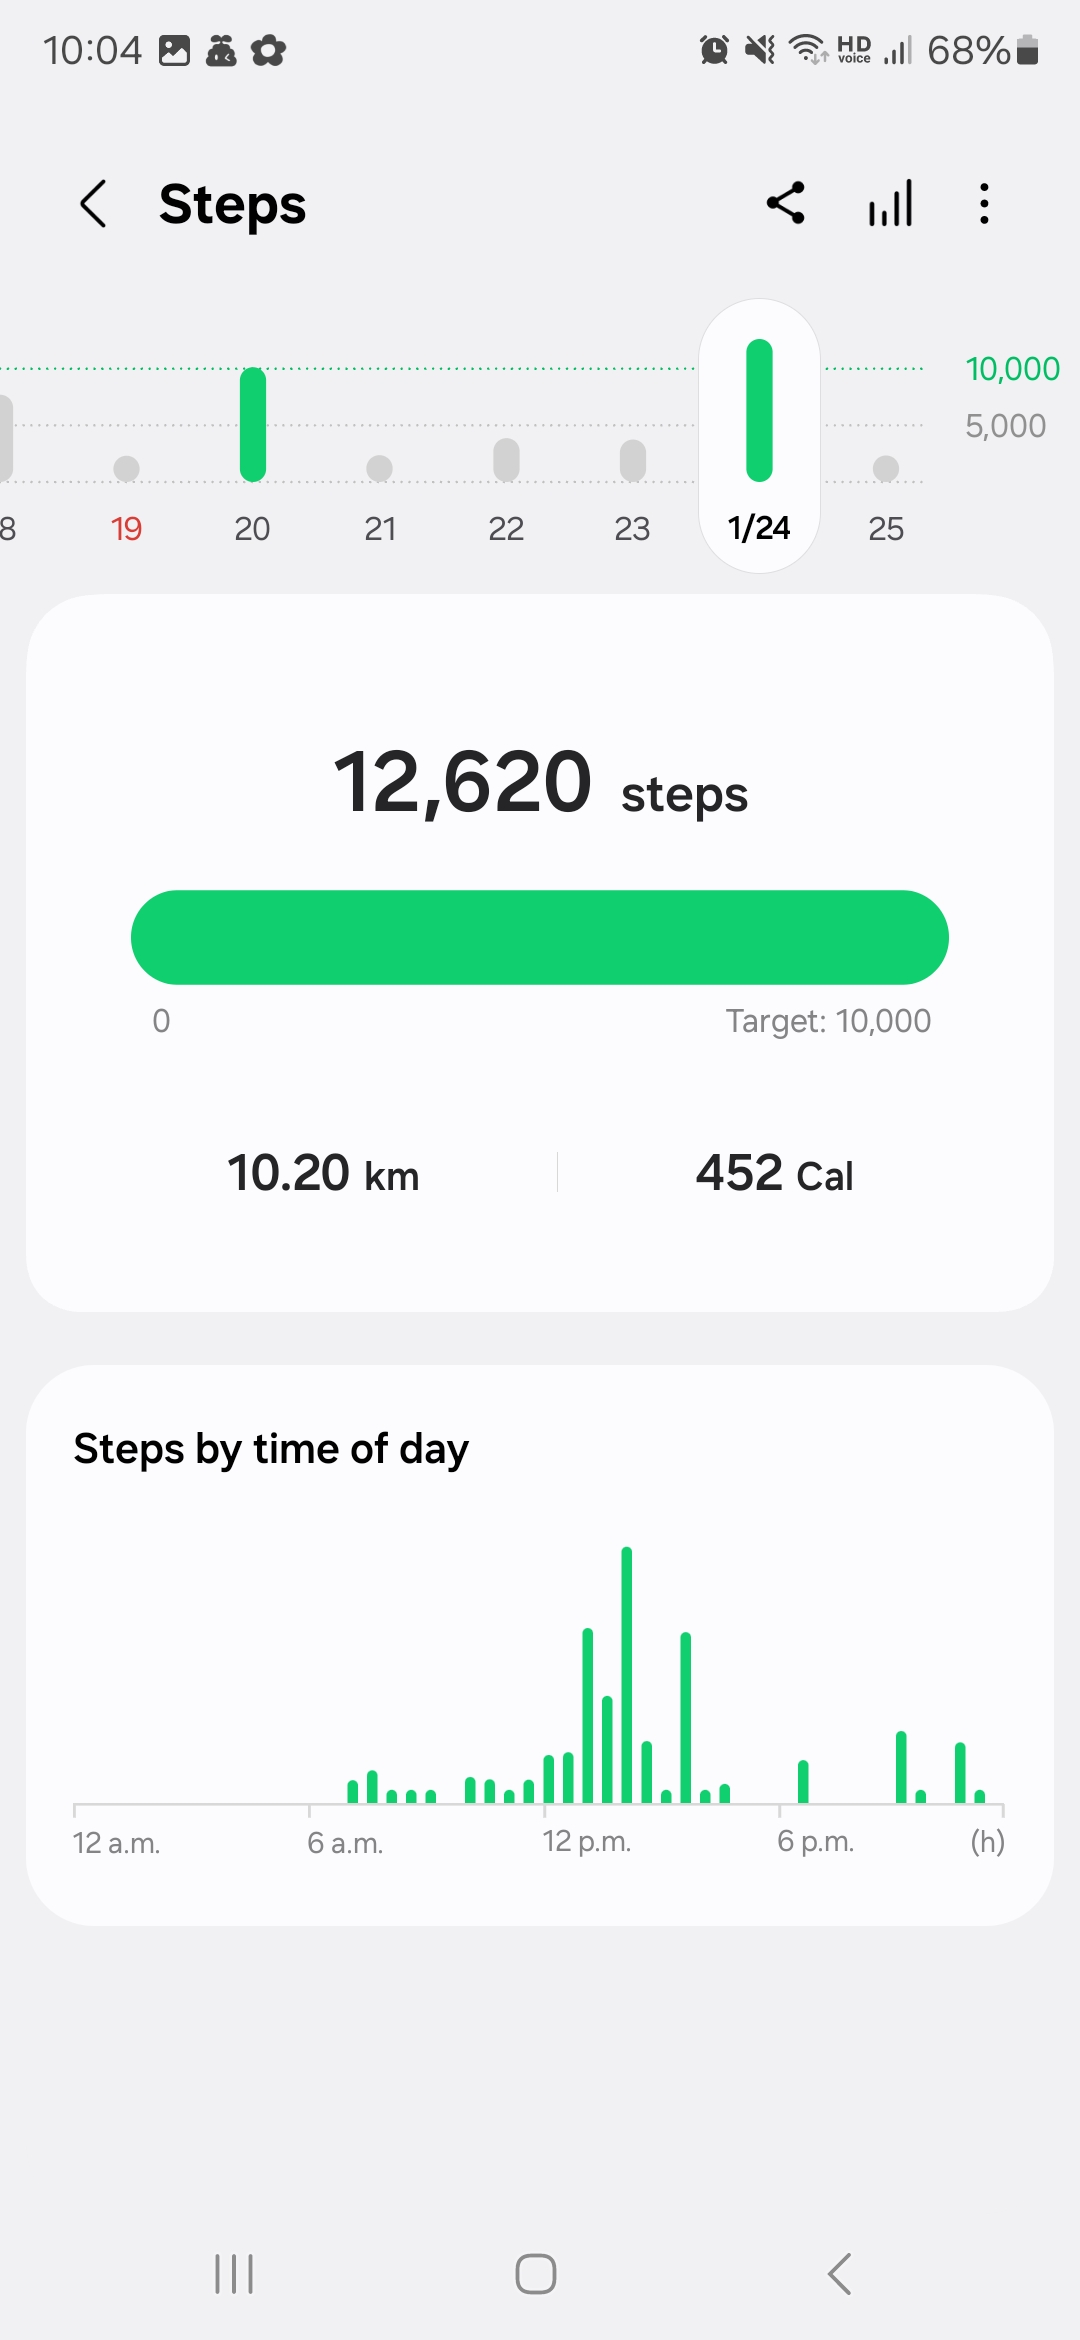 10:04 HD voice 68%
Steps
10,000
5,000
8 19 20 21 22 23 1/24 25
12,620 steps
0 Target: 10,000
10.20 km 452 Cal
Steps by time of day
12 a.m. 6 a.m. 12 p.m. 6 p.m. (h)